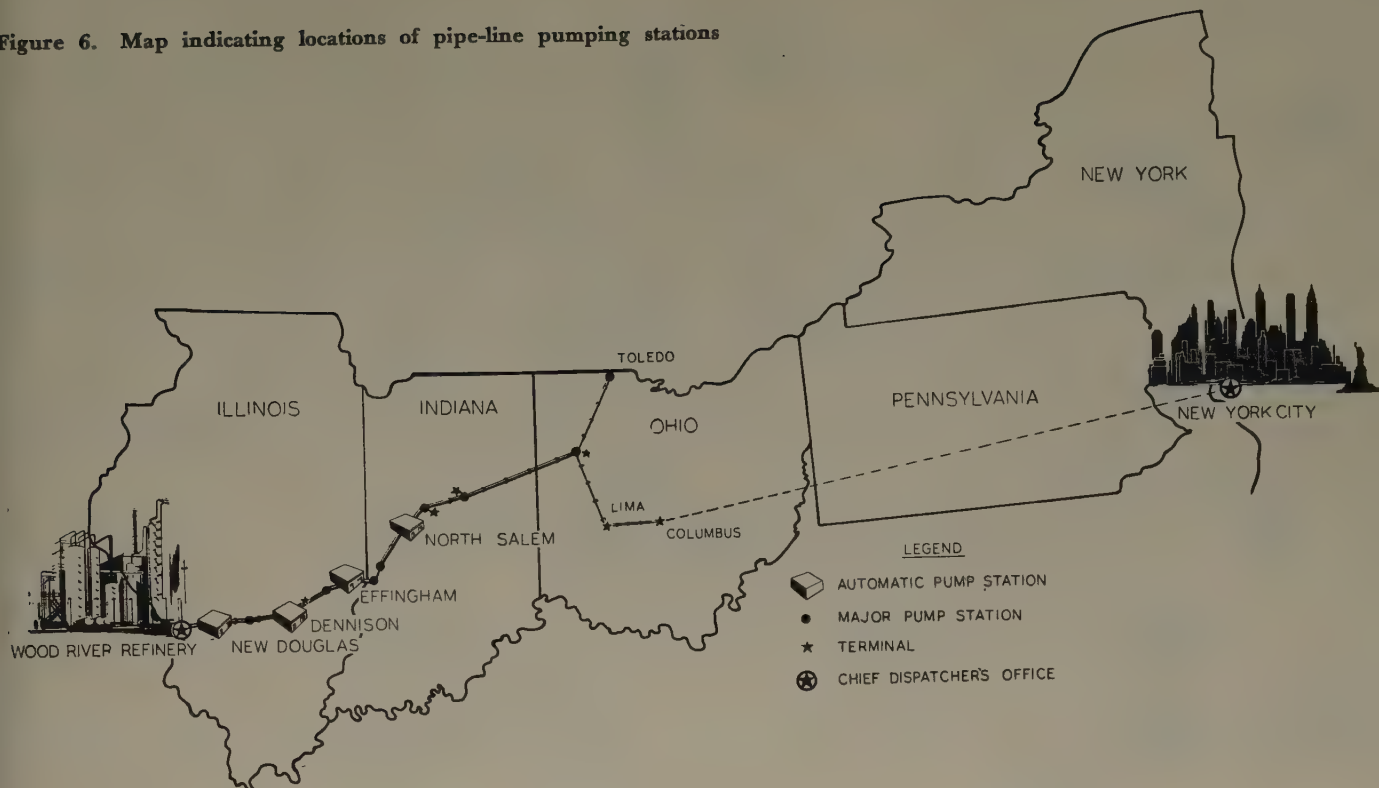 Figure 6. Map indicating locations of pipe-line pumping stations
NEW YORK
TOLEDO
ILLINOIS
INDIANA
OHIO
PENNSYLVANIA
NEW YORK CITY
LIMA
COLUMBUS
NORTH SALEM
EFFINGHAM
DENNISON
NEW DOUGLAS
WOOD RIVER REFINERY
LEGEND
AUTOMATIC PUMP STATION
MAJOR PUMP STATION
TERMINAL
CHIEF DISPATCHER'S OFFICE